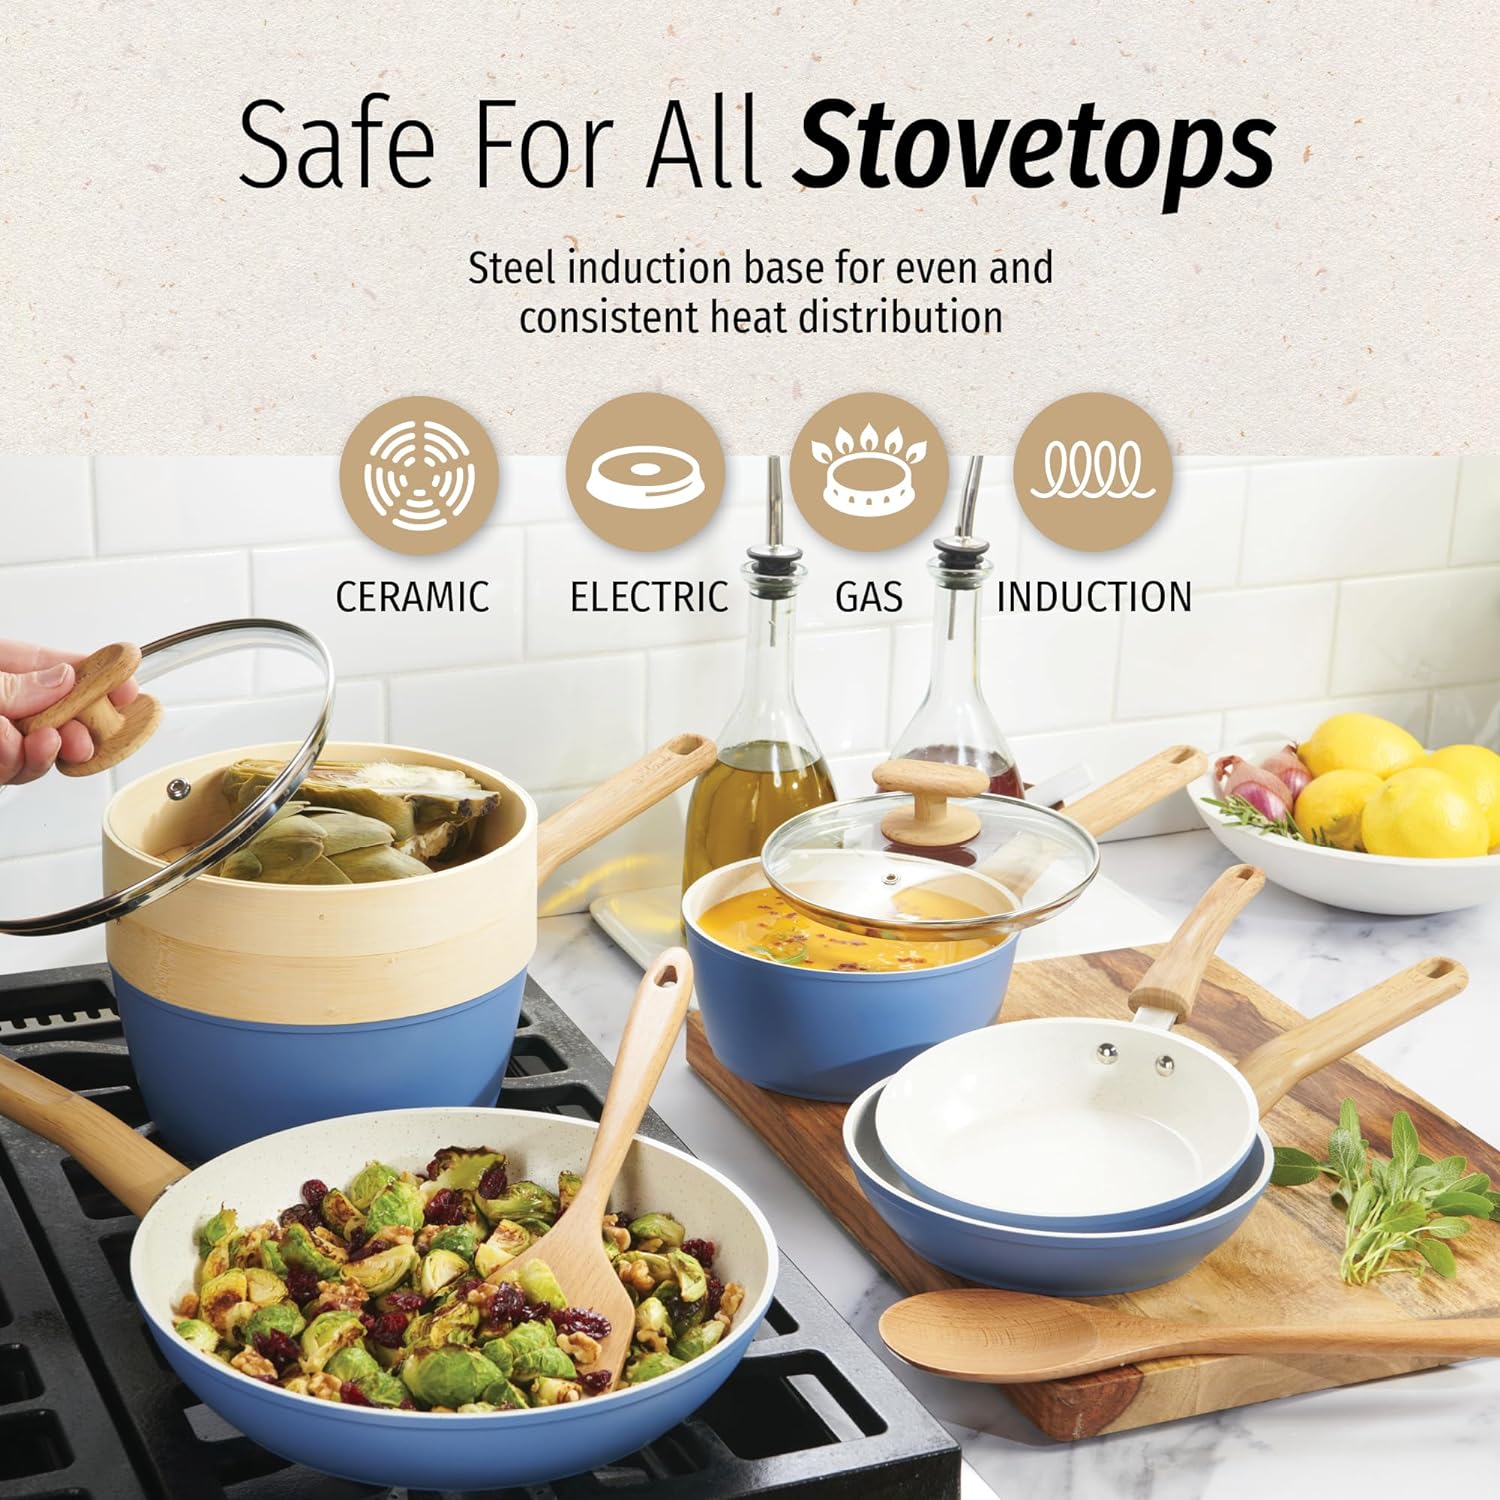 Safe For All Stovetops
Steel induction base for even and
consistent heat distribution
CERAMIC
ELECTRIC
GAS
INDUCTION